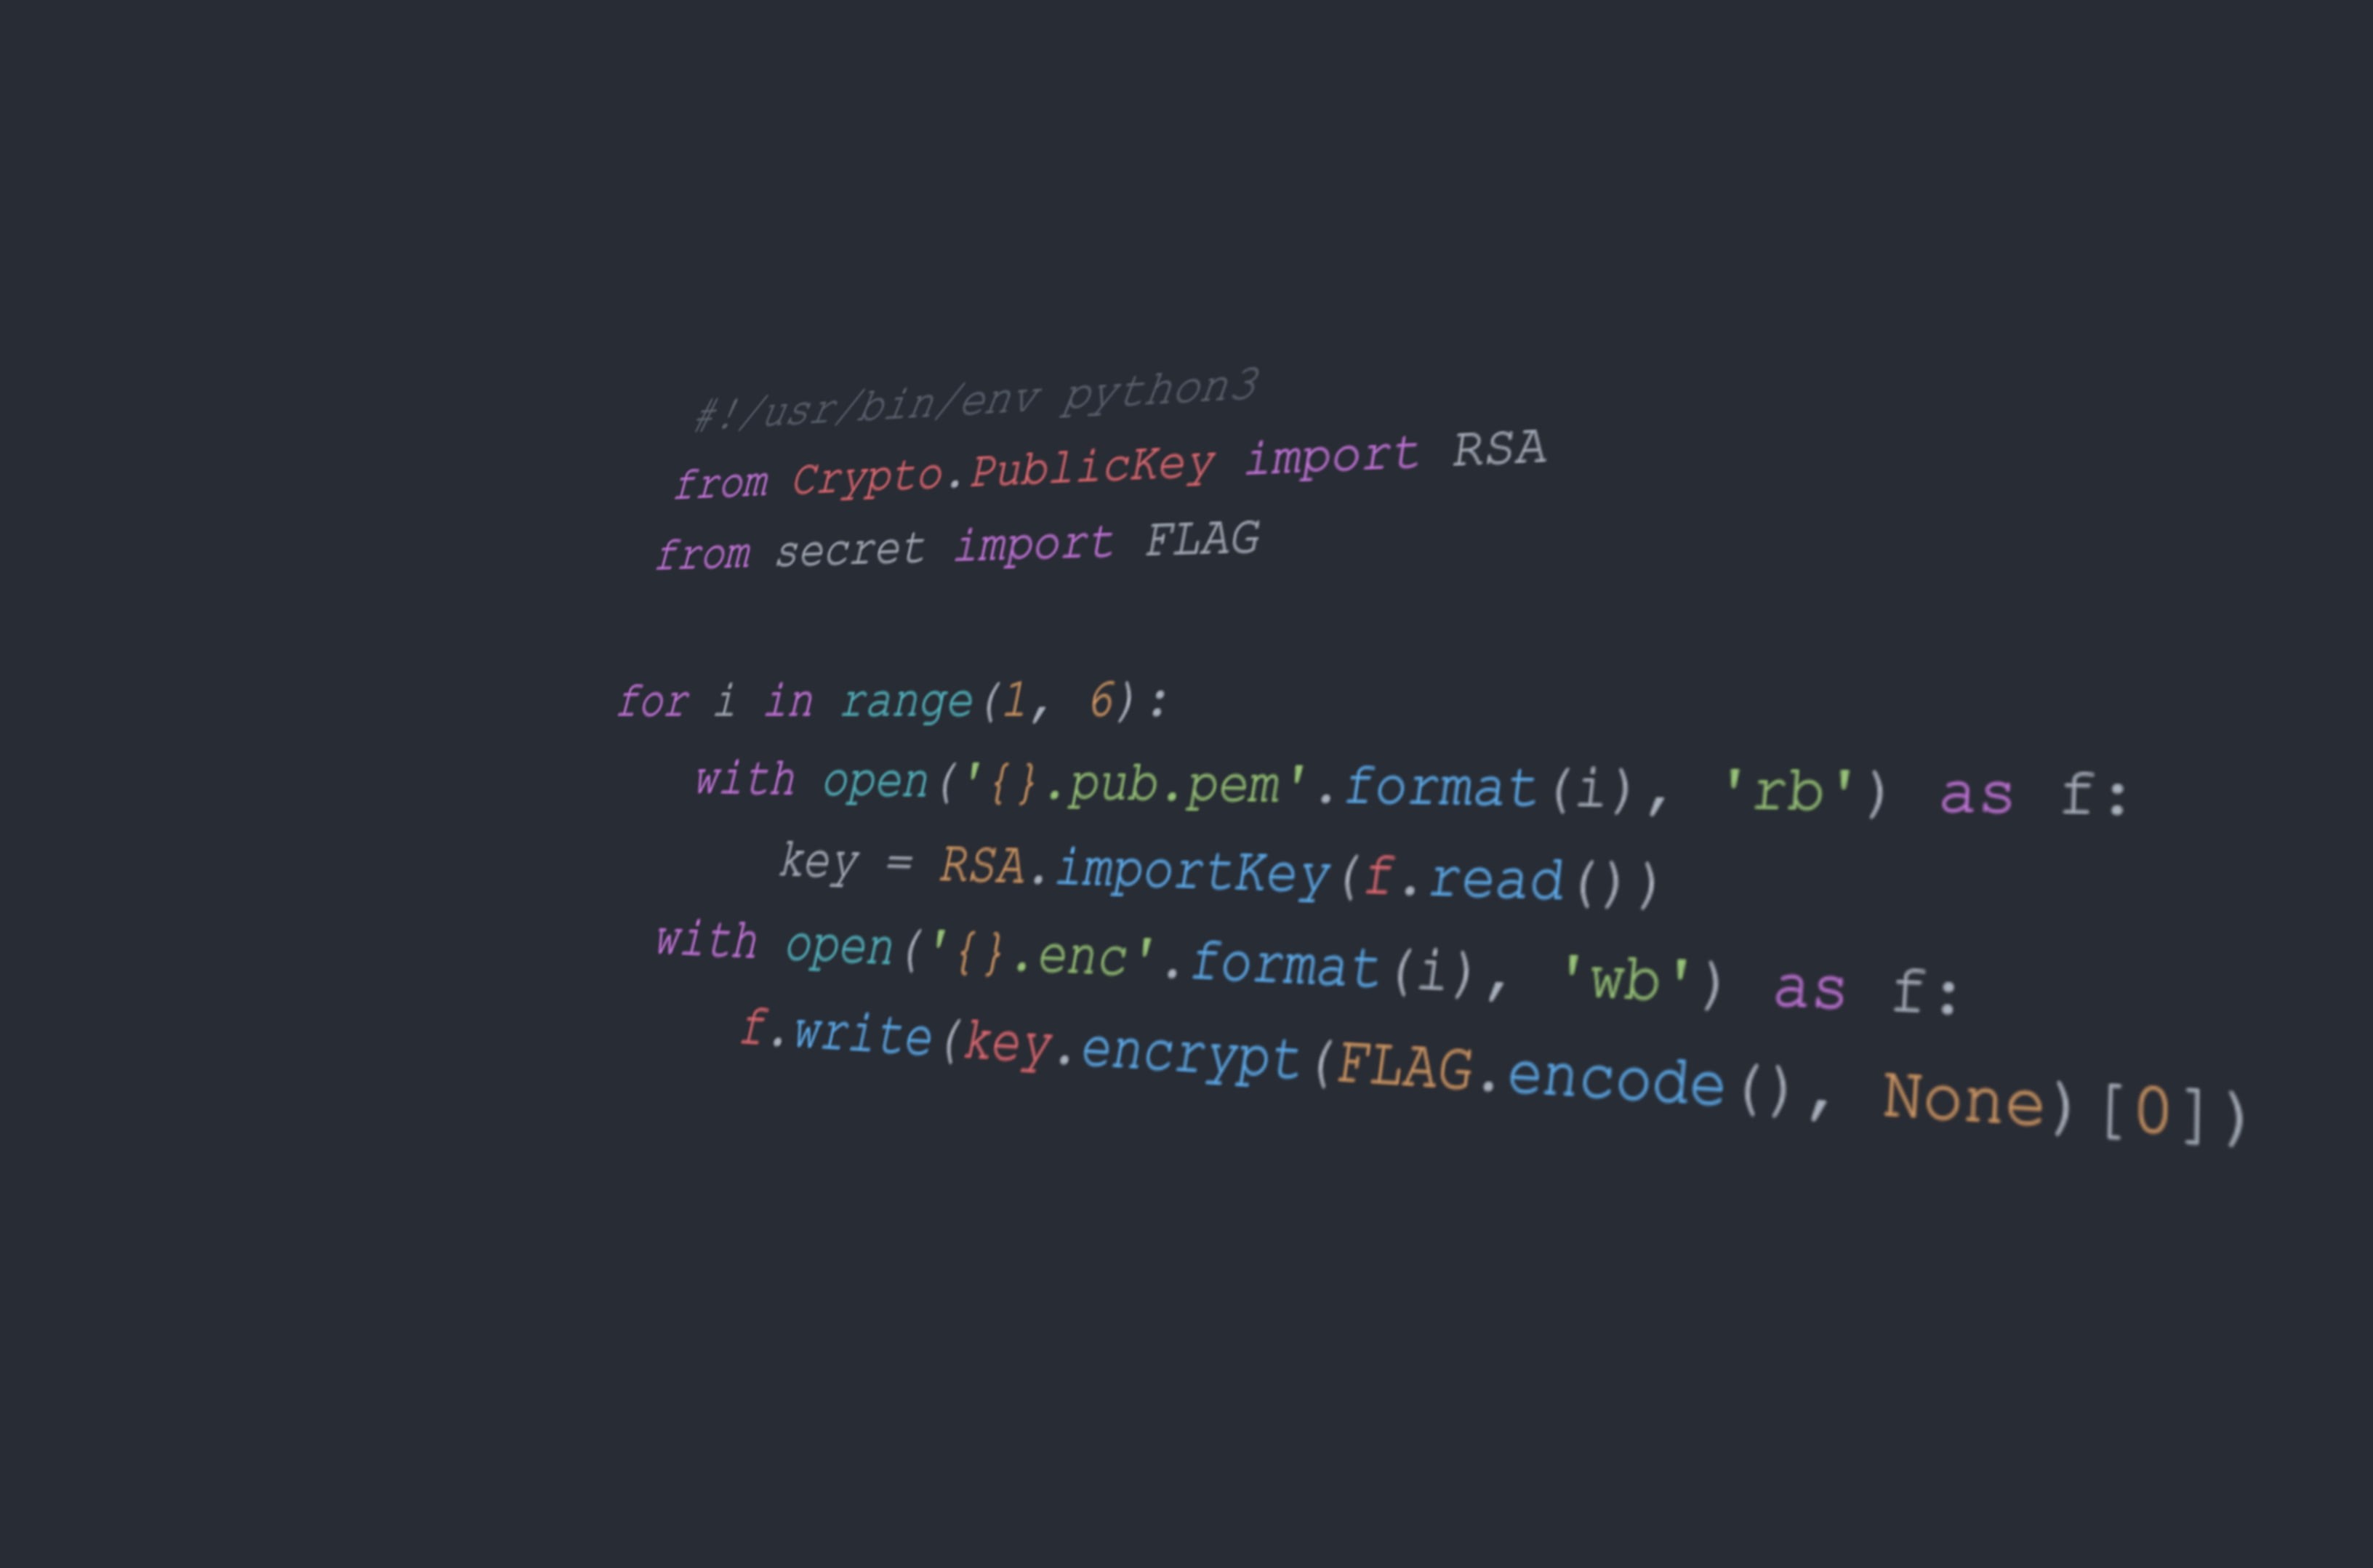 #!/usr/bin/env python3
from Crypto.PublicKey import RSA
from secret import FLAG

for i in range(1, 6):
    with open('{}.pub.pem'.format(i), 'rb') as f:
        key = RSA.importKey(f.read())
    with open('{}.enc'.format(i), 'wb') as f:
        f.write(key.encrypt(FLAG.encode(), None)[0])